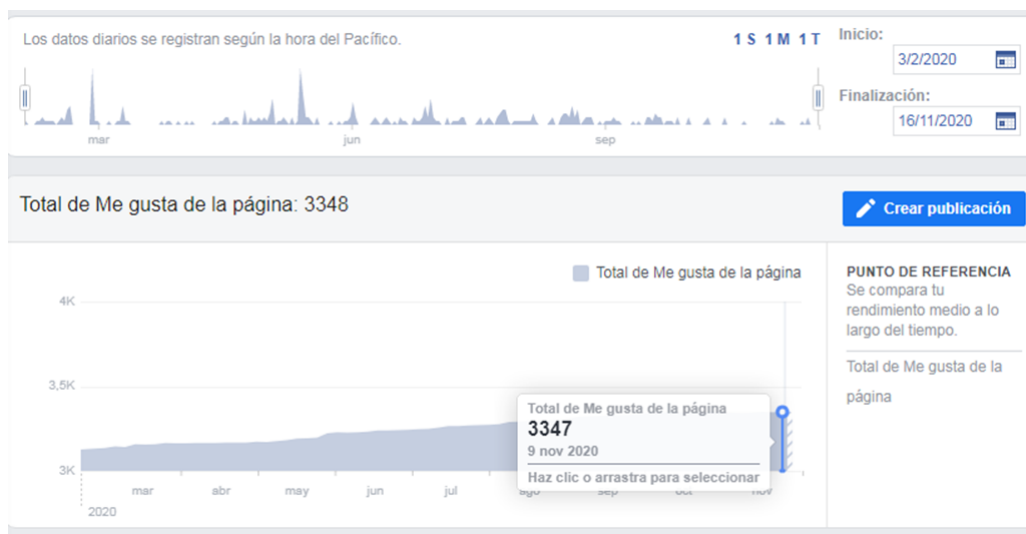 Los datos diarios se registran según la hora del Pacífico.
1 S 1 M 1 T
Inicio:
3/2/2020
Finalización:
16/11/2020
mar jun sep
Total de Me gusta de la página: 3348
Crear publicación
Total de Me gusta de la página
4K
3,5K
3K
Total de Me gusta de la página
3347
9 nov 2020
Haz clic o arrastra para seleccionar
mar abr may jun jul ago sep oct nov
2020
PUNTO DE REFERENCIA
Se compara tu
rendimiento medio a lo
largo del tiempo.
Total de Me gusta de la
página